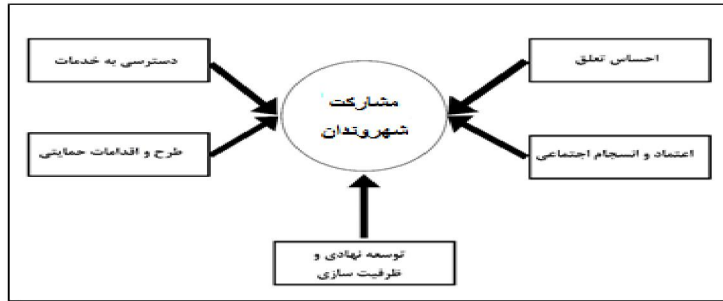 احساس تعلق
دسترسی به خدمات
مشارکت
شهروندان
اعتماد و انسجام اجتماعی
طرح و اقدامات حمایتی
توسعه نهادی و
ظرفیت سازی